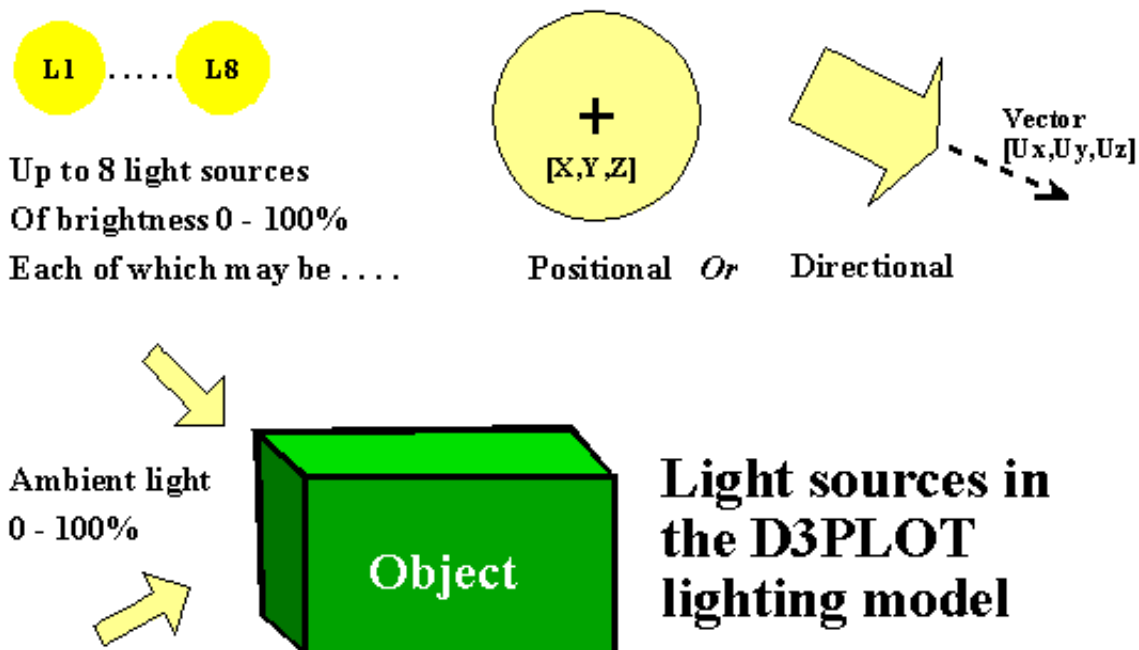 L1 ..... L8
Up to 8 light sources
Of brightness 0 - 100%
Each of which may be ....
[X,Y,Z]
Positional Or Directional
Vector
[Ux,Uy,Uz]
Ambient light
0 - 100%
Object
Light sources in
the D3PLOT
lighting model